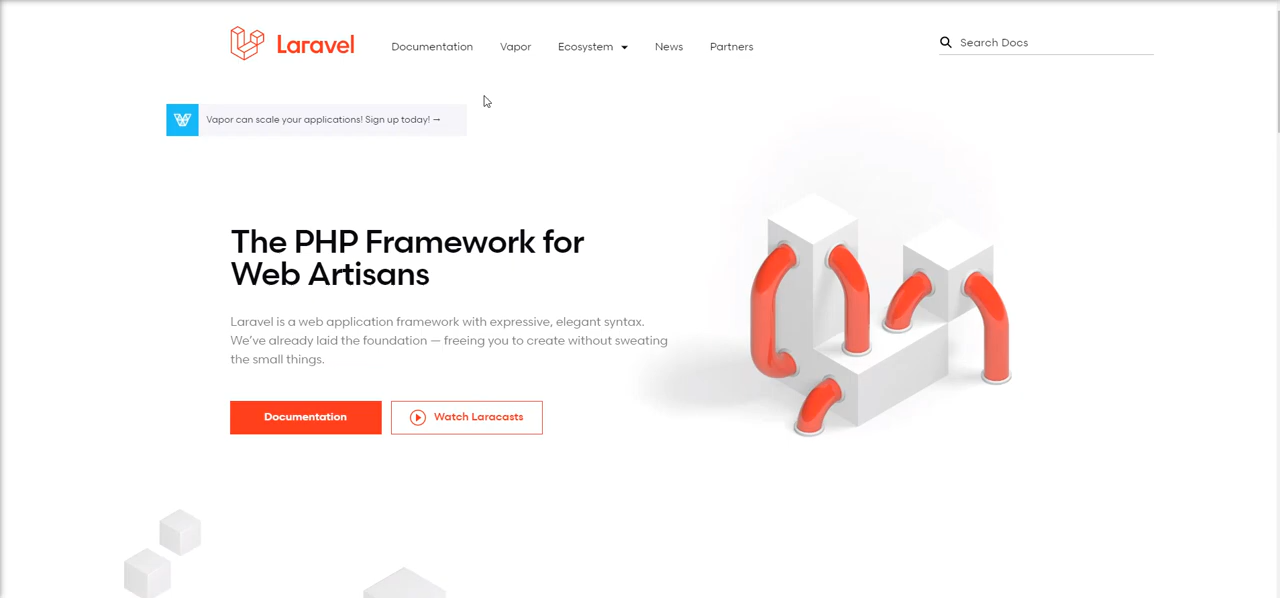 Laravel
Documentation
Vapor
Ecosystem
News
Partners
Search Docs
Vapor can scale your applications! Sign up today! →
The PHP Framework for
Web Artisans
Laravel is a web application framework with expressive, elegant syntax.
We’ve already laid the foundation — freeing you to create without sweating
the small things.
Documentation
Watch Laracasts